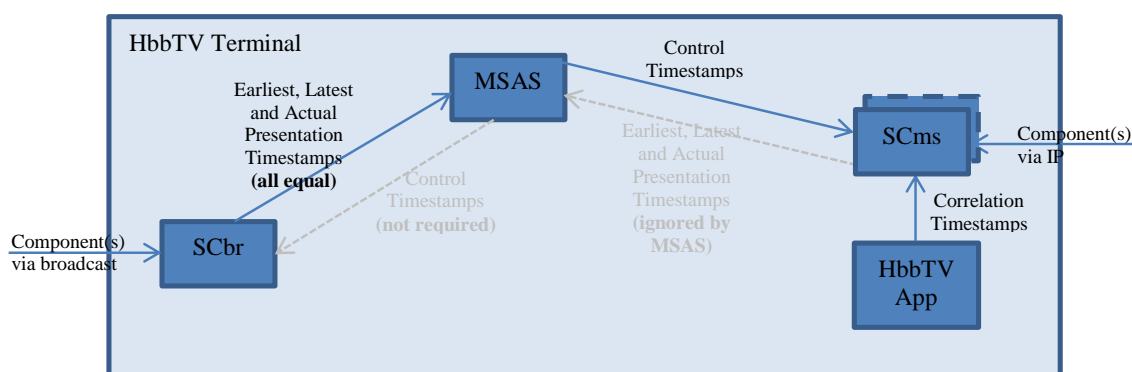 HbbTV Terminal
MSAS
Control
Timestamps
Earliest, Latest
and Actual
Presentation
Timestamps
(all equal)
Control
Timestamps
(not required)
Earliest, Latest
and Actual
Presentation
Timestamps
(ignored by
MSAS)
SCms
Component(s)
via IP
Correlation
Timestamps
SCbr
Component(s)
via broadcast
HbbTV
App